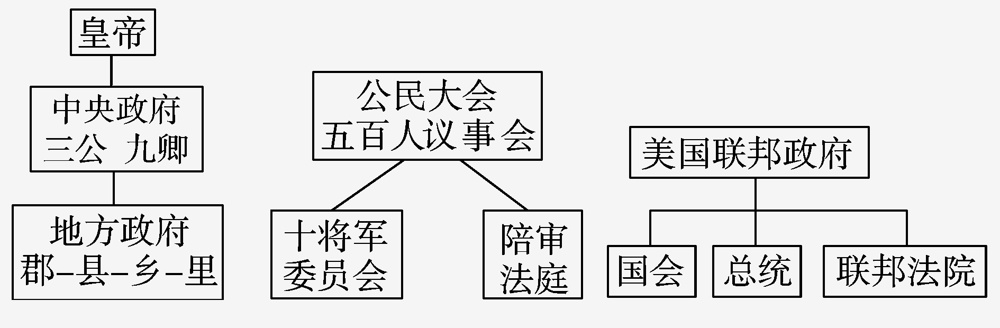 皇帝
中央政府
三公 九卿
地方政府
郡-县-乡-里
公民大会
五百人议事会
十将军
委员会
陪审
法庭
美国联邦政府
国会
总统
联邦法院